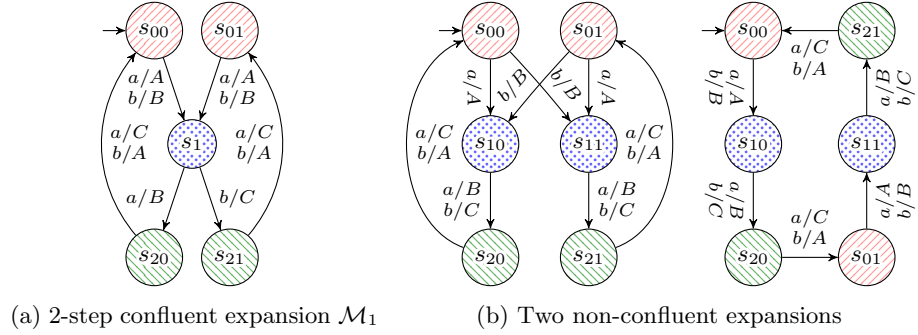 s00 s01
a/A
b/B
a/A
b/B
s1
a/C
b/A
a/C
b/A
a/B
b/C
s20 s21
(a) 2-step confluent expansion M1
s00 s01
a/A
b/B
b/B
a/A
s10 s11
a/C
b/A
a/C
b/A
a/B
b/C
a/B
b/C
s20 s21
s00
a/C
b/A
s21
a/A
b/B
a/B
b/C
s10 s11
a/B
b/C
a/A
b/B
s20
a/C
b/A
s01
(b) Two non-confluent expansions